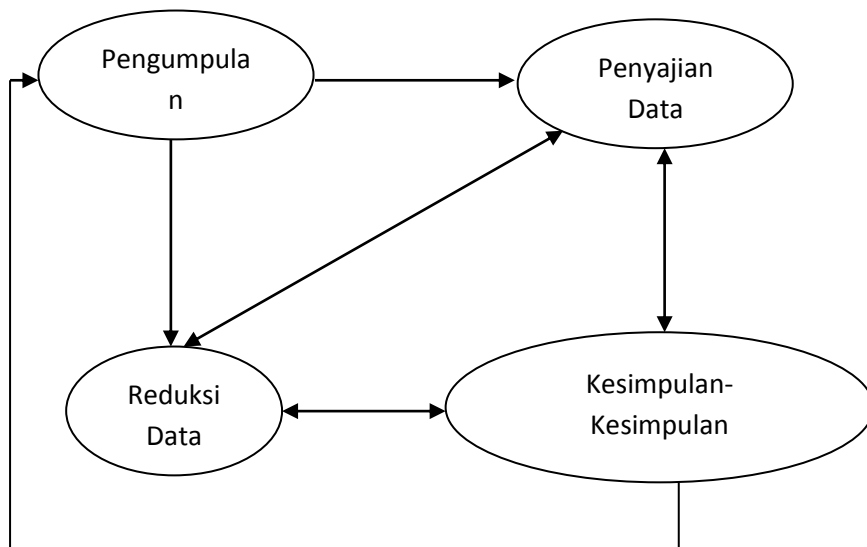 Pengumpula
n
Penyajian
Data
Reduksi
Data
Kesimpulan-
Kesimpulan